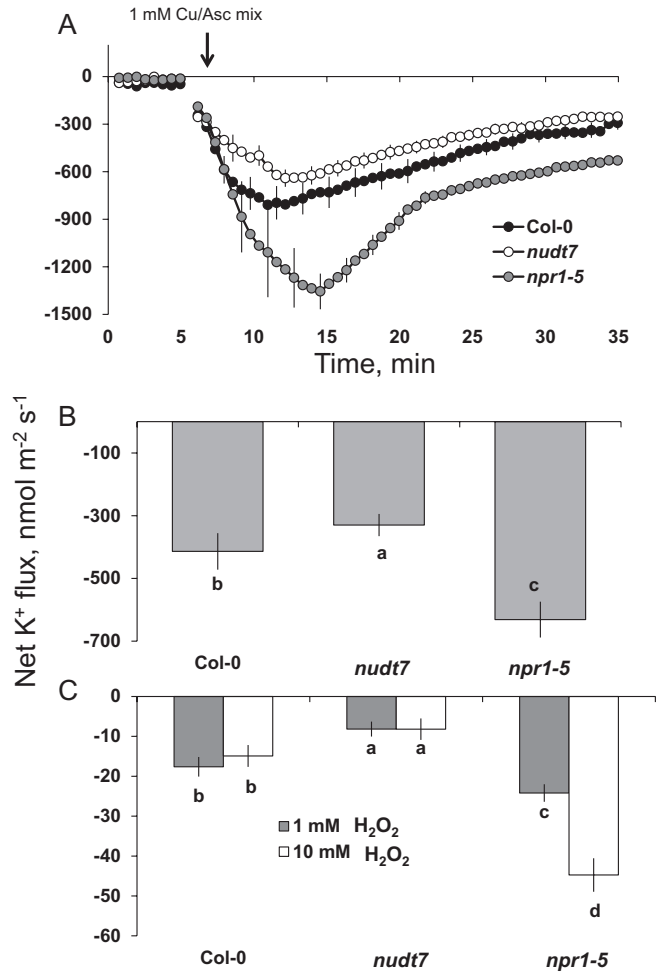 1 mM Cu/Asc mix
A
0
-300
-600
-900
-1200
-1500
Col-0
nudt7
npr1-5
0 5 10 15 20 25 30 35
Time, min
Net K⁺ flux, nmol m⁻² s⁻¹
B
-100
-300
-500
-700
b
a
c
Col-0 nudt7 npr1-5
C
0
-10
-20
-30
-40
-50
-60
b b a a c d
1 mM H₂O₂
10 mM H₂O₂
Col-0 nudt7 npr1-5